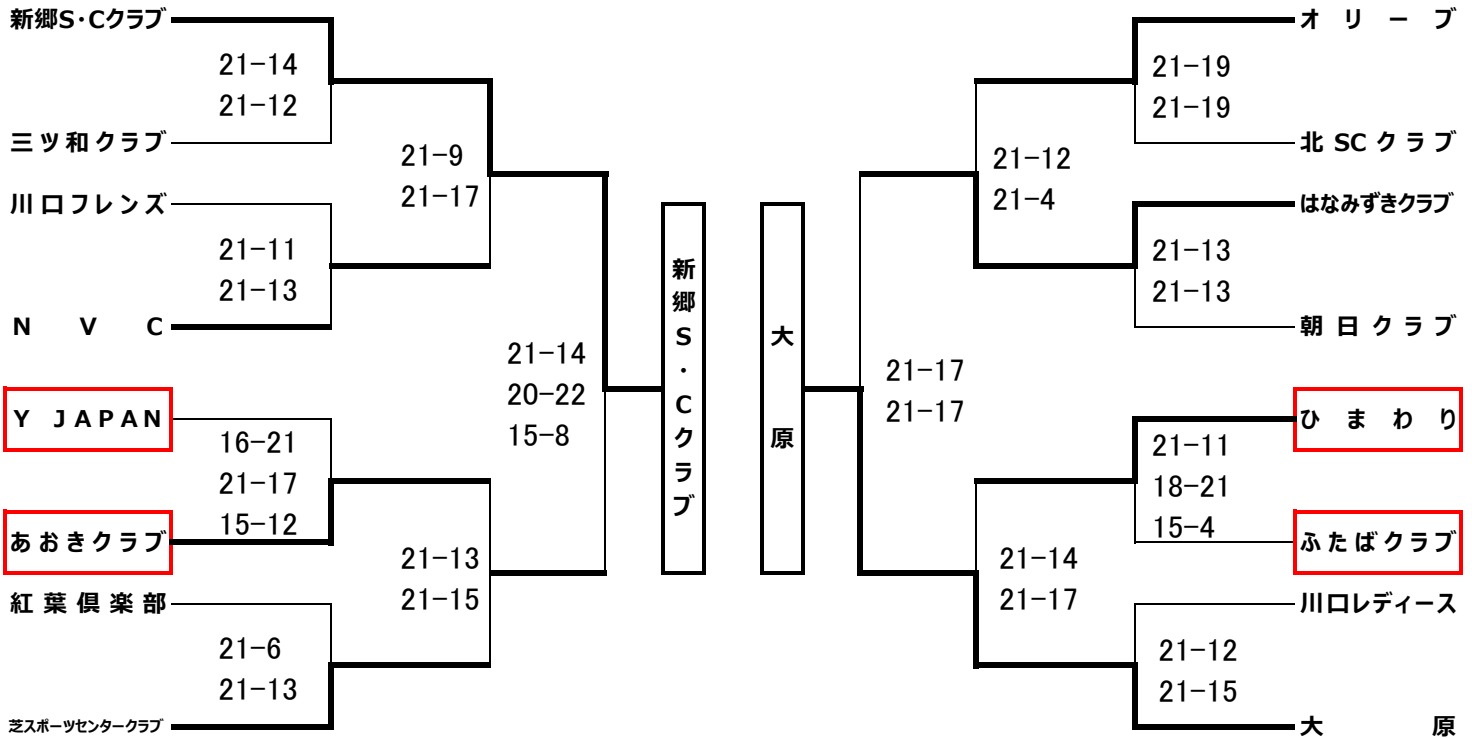 新郷S・Cクラブ
21-14
21-12
三ツ和クラブ
21-9
21-17
川口フレンズ
21-11
21-13
N V C
21-14
20-22
15-8
Y JAPAN
16-21
21-17
15-12
あおきクラブ
21-13
21-15
紅葉倶楽部
21-6
21-13
芝スポーツセンタークラブ
新郷S・Cクラブ
大原
オリーブ
21-19
21-19
北SCクラブ
21-12
21-4
はなみずきクラブ
21-13
21-13
朝日クラブ
21-17
21-17
ひまわり
21-11
18-21
15-4
ふたばクラブ
21-14
21-17
川口レディース
21-12
21-15
大原